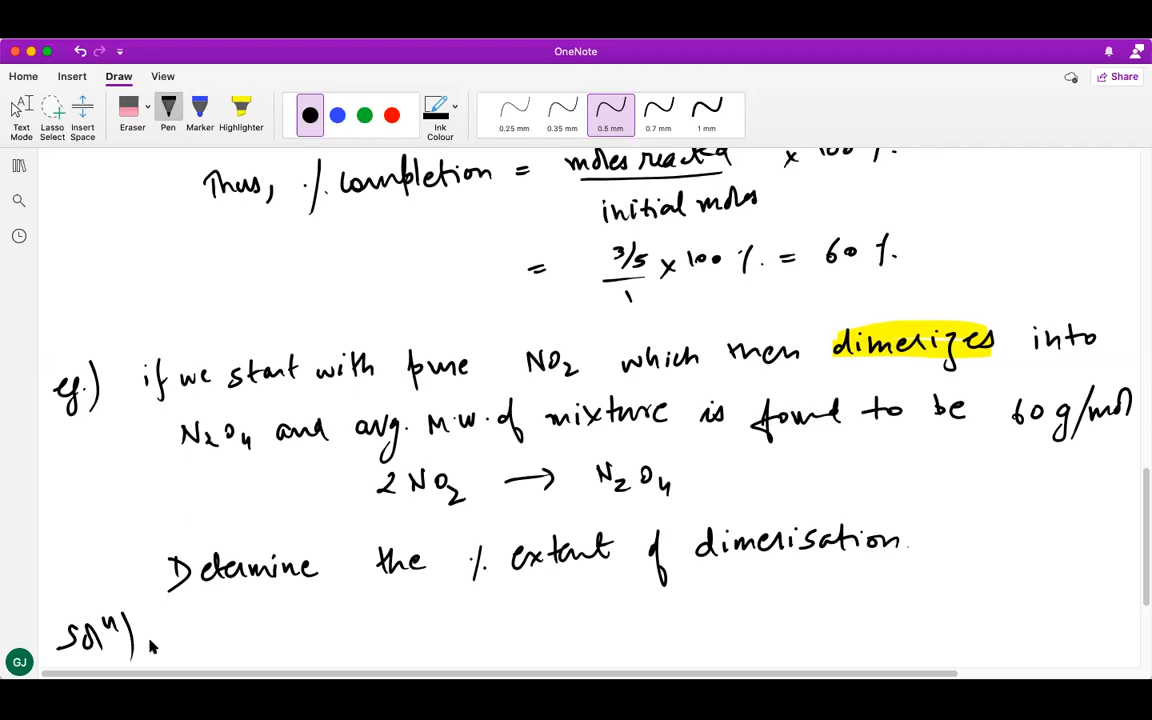 OneNote
Home Insert Draw View
Share
Text Mode
Lasso Select
Insert Space
Eraser
Pen
Marker
Highlighter
Ink Colour
0.25 mm
0.35 mm
0.5 mm
0.7 mm
1 mm
Thus, % completion = moles reacted × 100 %
initial moles
= 3/5 × 100 % = 60 %
1
eg.) if we start with pure NO2 which then dimerizes into
N2O4 and avg. M.W. of mixture is found to be 60 g/mol
2NO2 → N2O4
Determine the % extent of dimerisation.
Solⁿ)
GJ